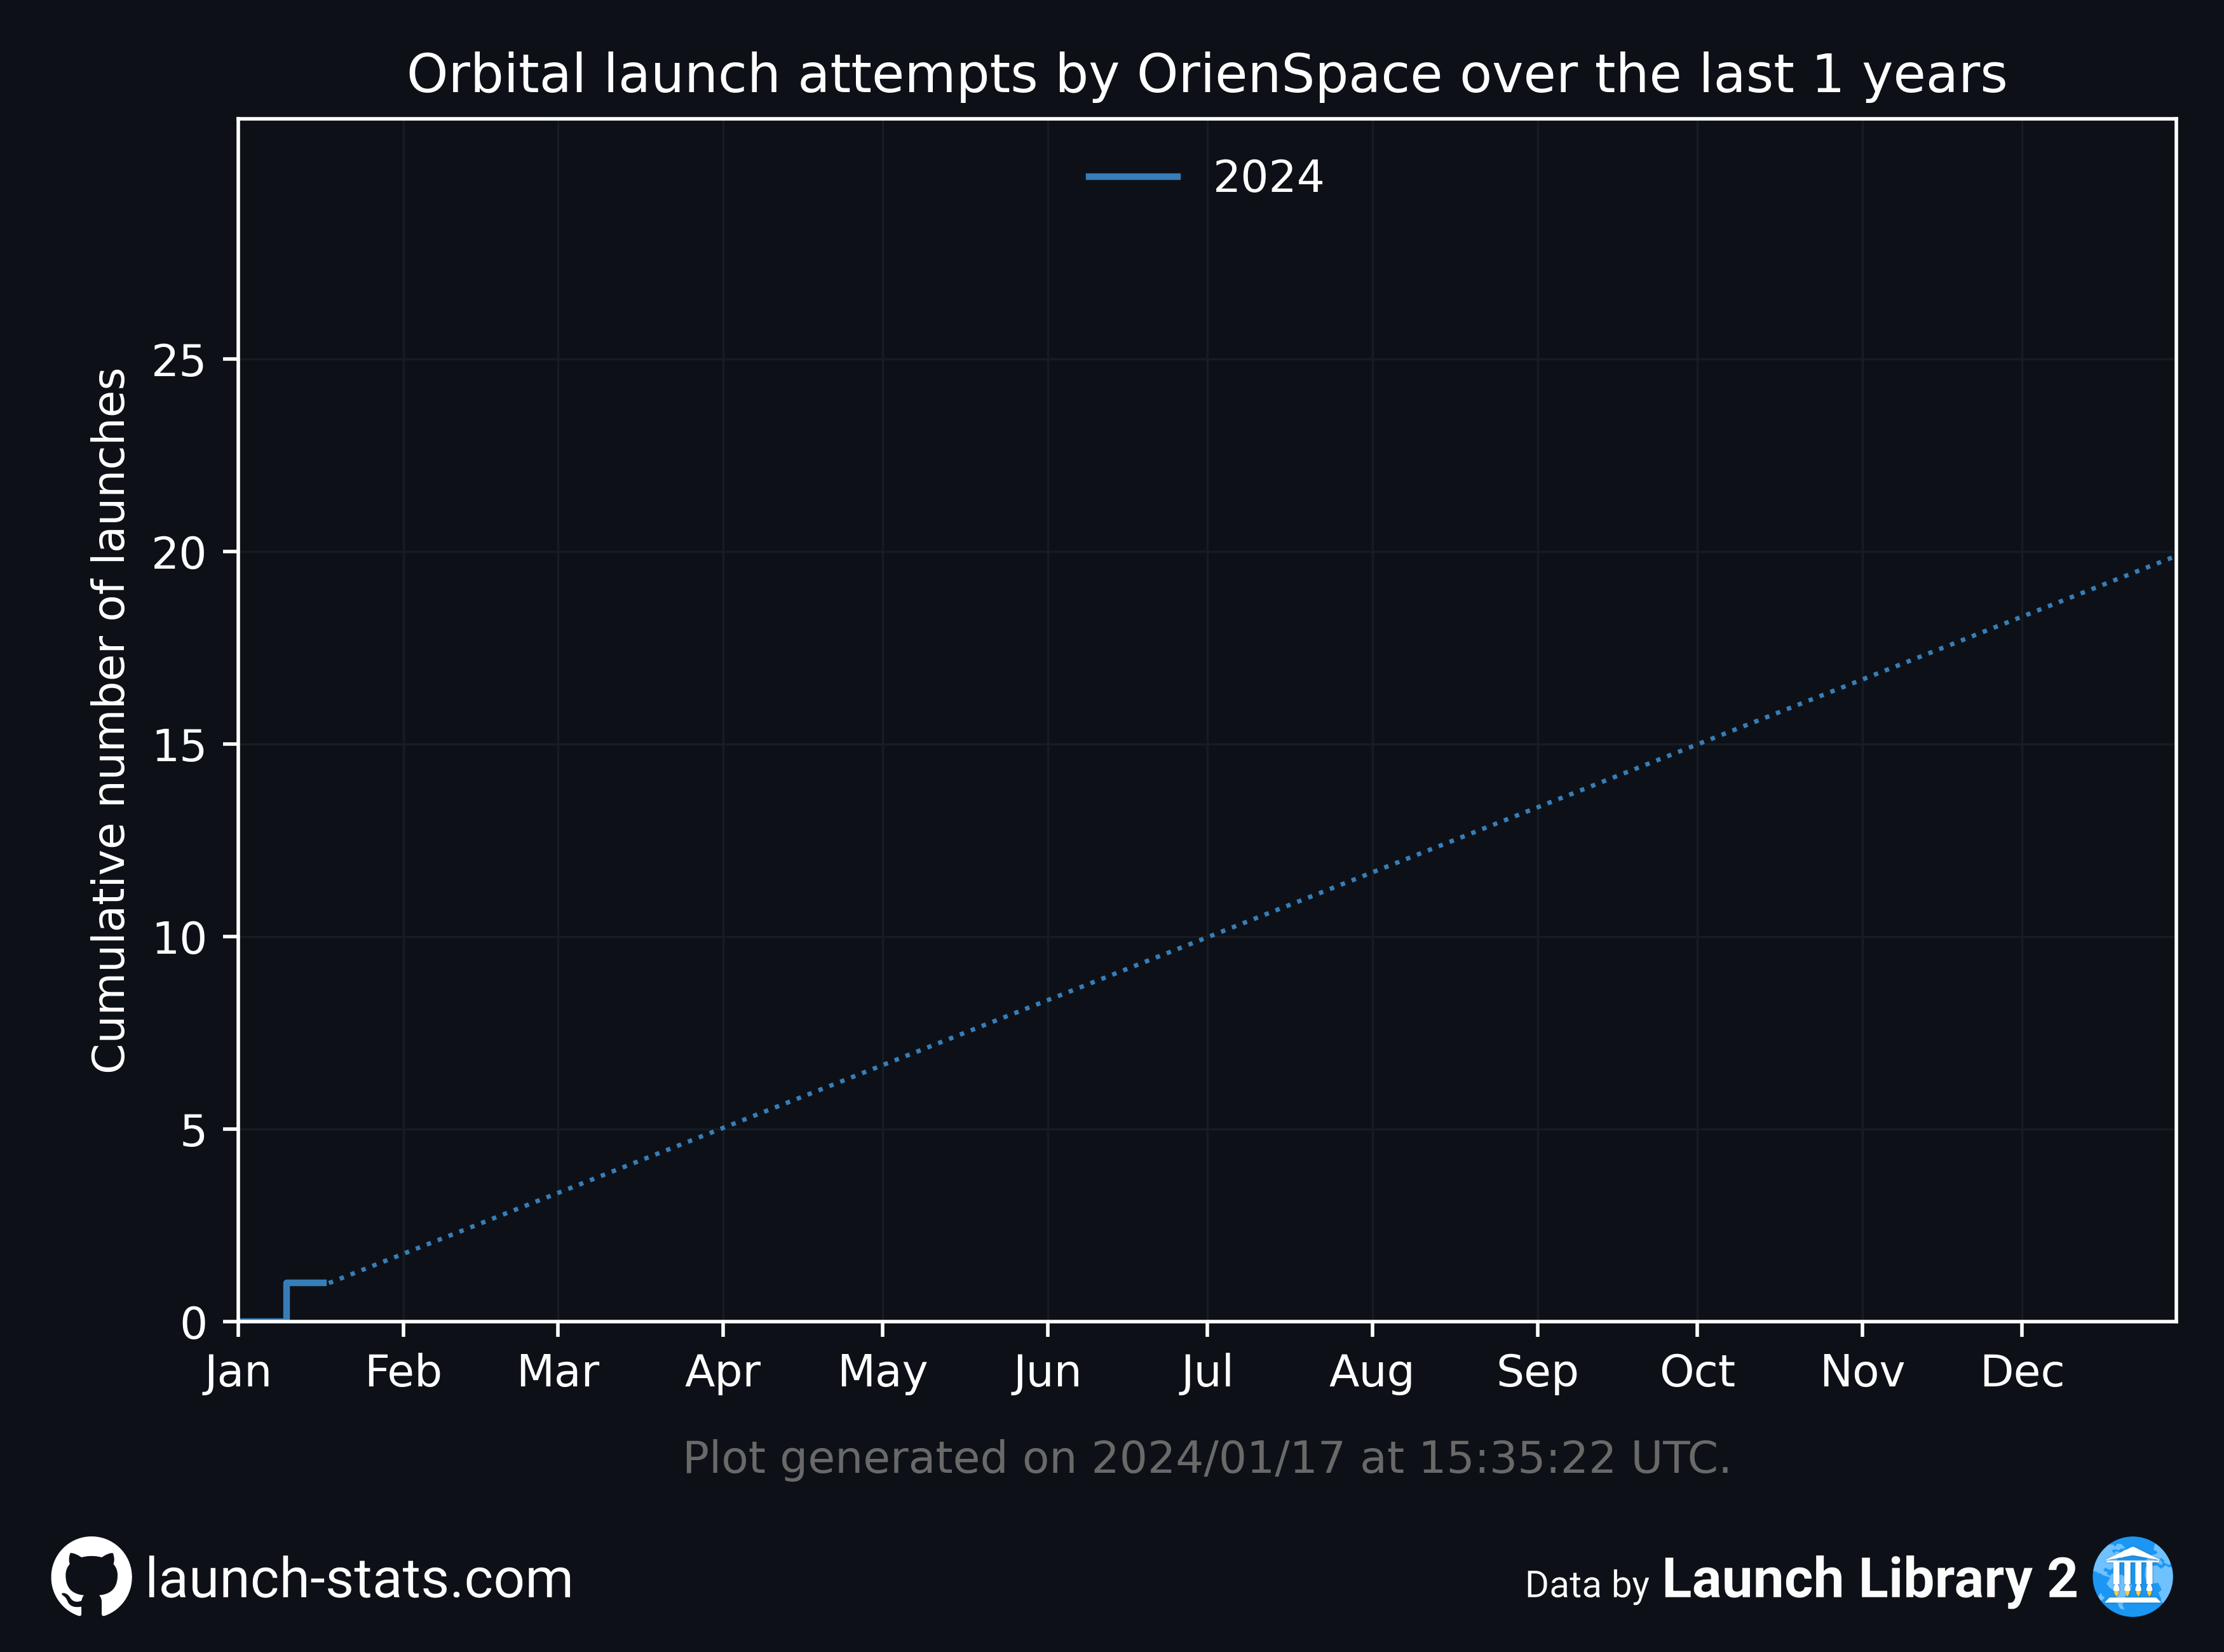 Orbital launch attempts by OrienSpace over the last 1 years
2024
Cumulative number of launches
25
20
15
10
5
0
Jan Feb Mar Apr May Jun Jul Aug Sep Oct Nov Dec
Plot generated on 2024/01/17 at 15:35:22 UTC.
launch-stats.com
Data by Launch Library 2